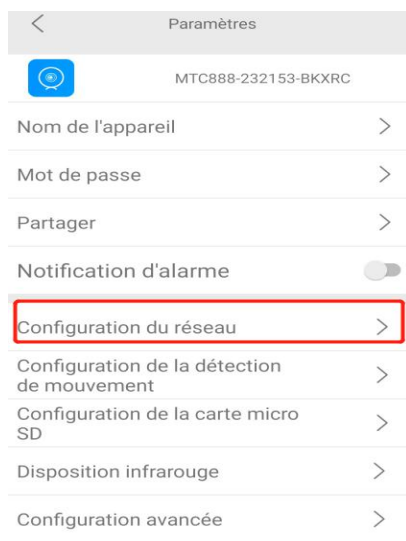 Paramètres
MTC888-232153-BKXRC
Nom de l'appareil
Mot de passe
Partager
Notification d'alarme
Configuration du réseau
Configuration de la détection
de mouvement
Configuration de la carte micro
SD
Disposition infrarouge
Configuration avancée